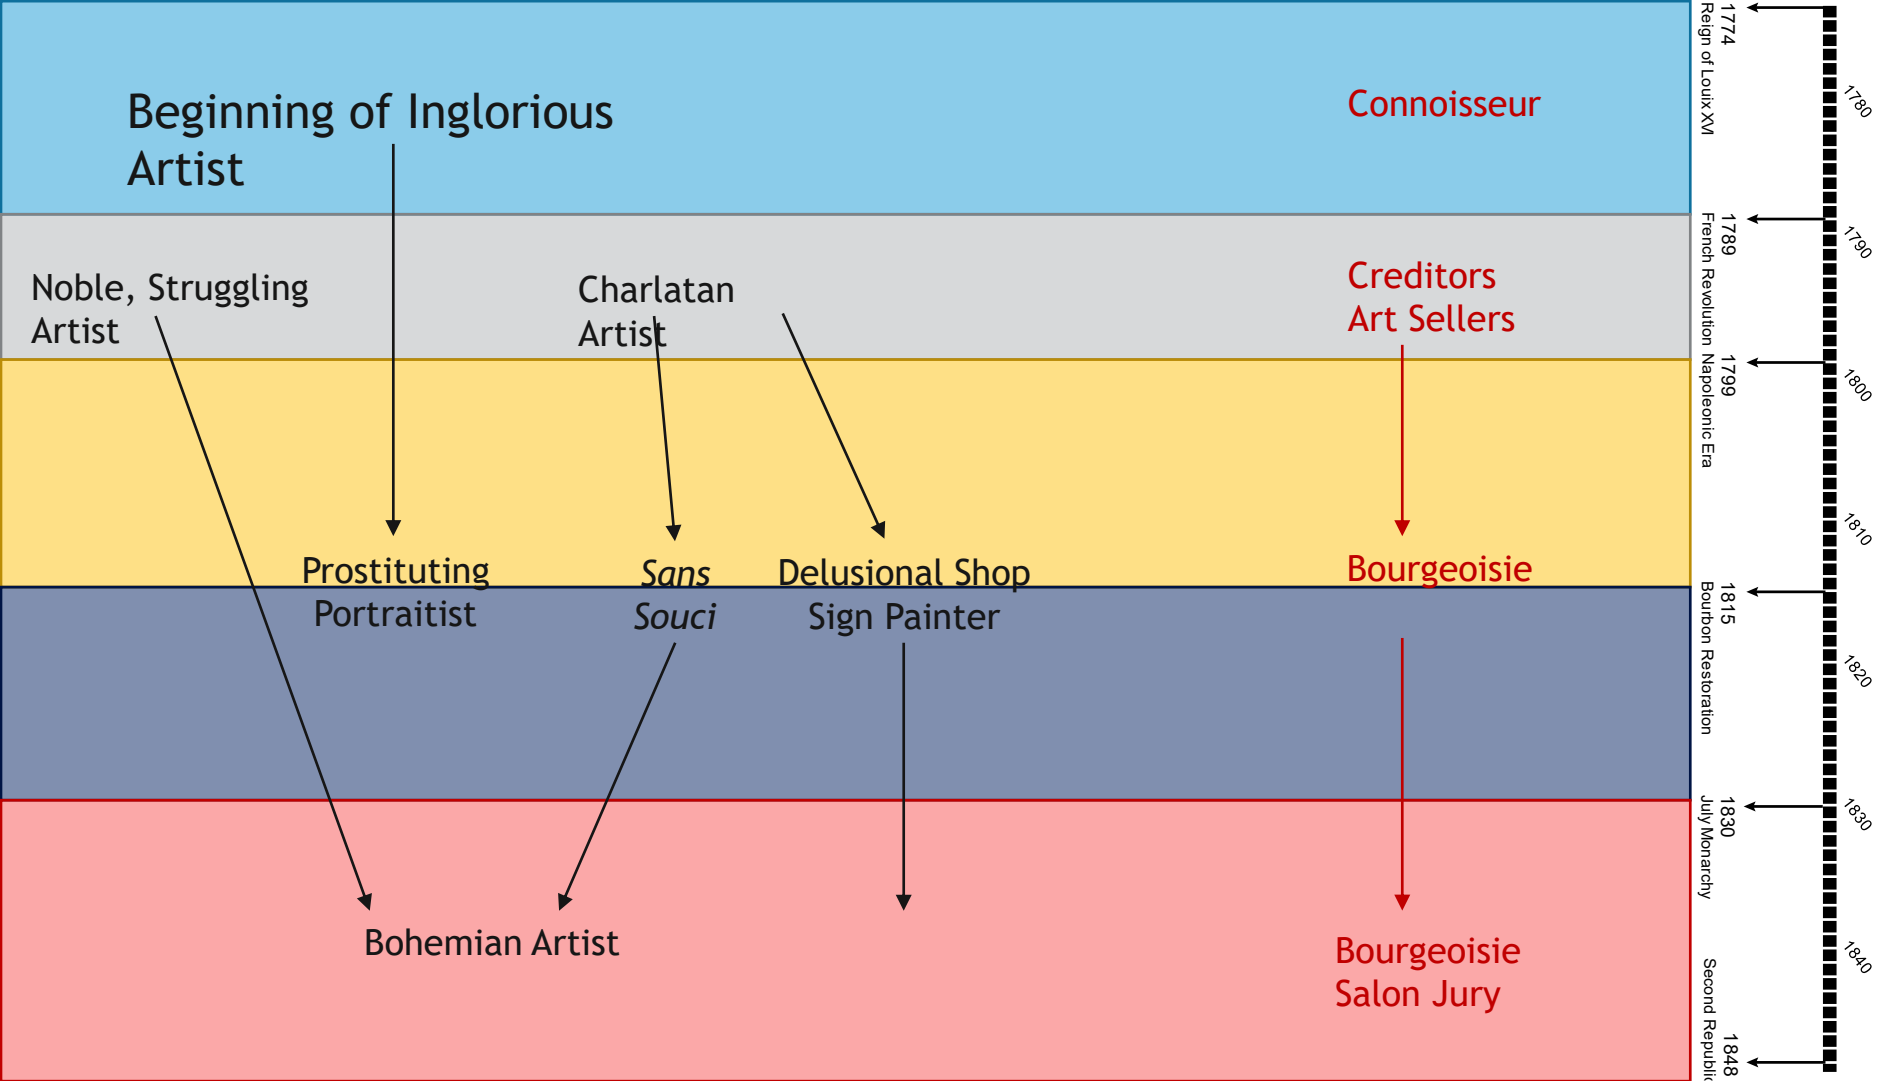 Beginning of Inglorious
Artist
Connoisseur
Noble, Struggling
Artist
Charlatan
Artist
Creditors
Art Sellers
Prostituting
Portraitist
Sans
Souci
Delusional Shop
Sign Painter
Bourgeoisie
Bohemian Artist
Bourgeoisie
Salon Jury
1774
Reign of Louix XVI
1789
French Revolution
1799
Napoleonic Era
1815
Bourbon Restoration
1830
July Monarchy
1848
Second Republic
1780
1790
1800
1810
1820
1830
1840